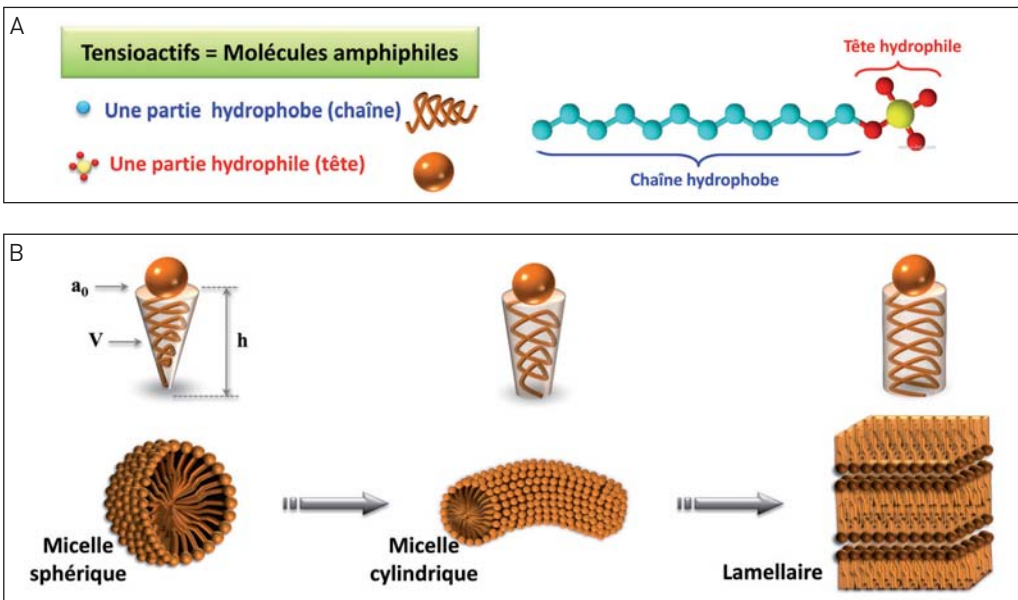 A
Tensioactifs = Molécules amphiphiles
Une partie hydrophobe (chaîne)
Une partie hydrophile (tête)
Tête hydrophile
Chaîne hydrophobe
B
a₀
V
h
Micelle
sphérique
Micelle
cylindrique
Lamellaire